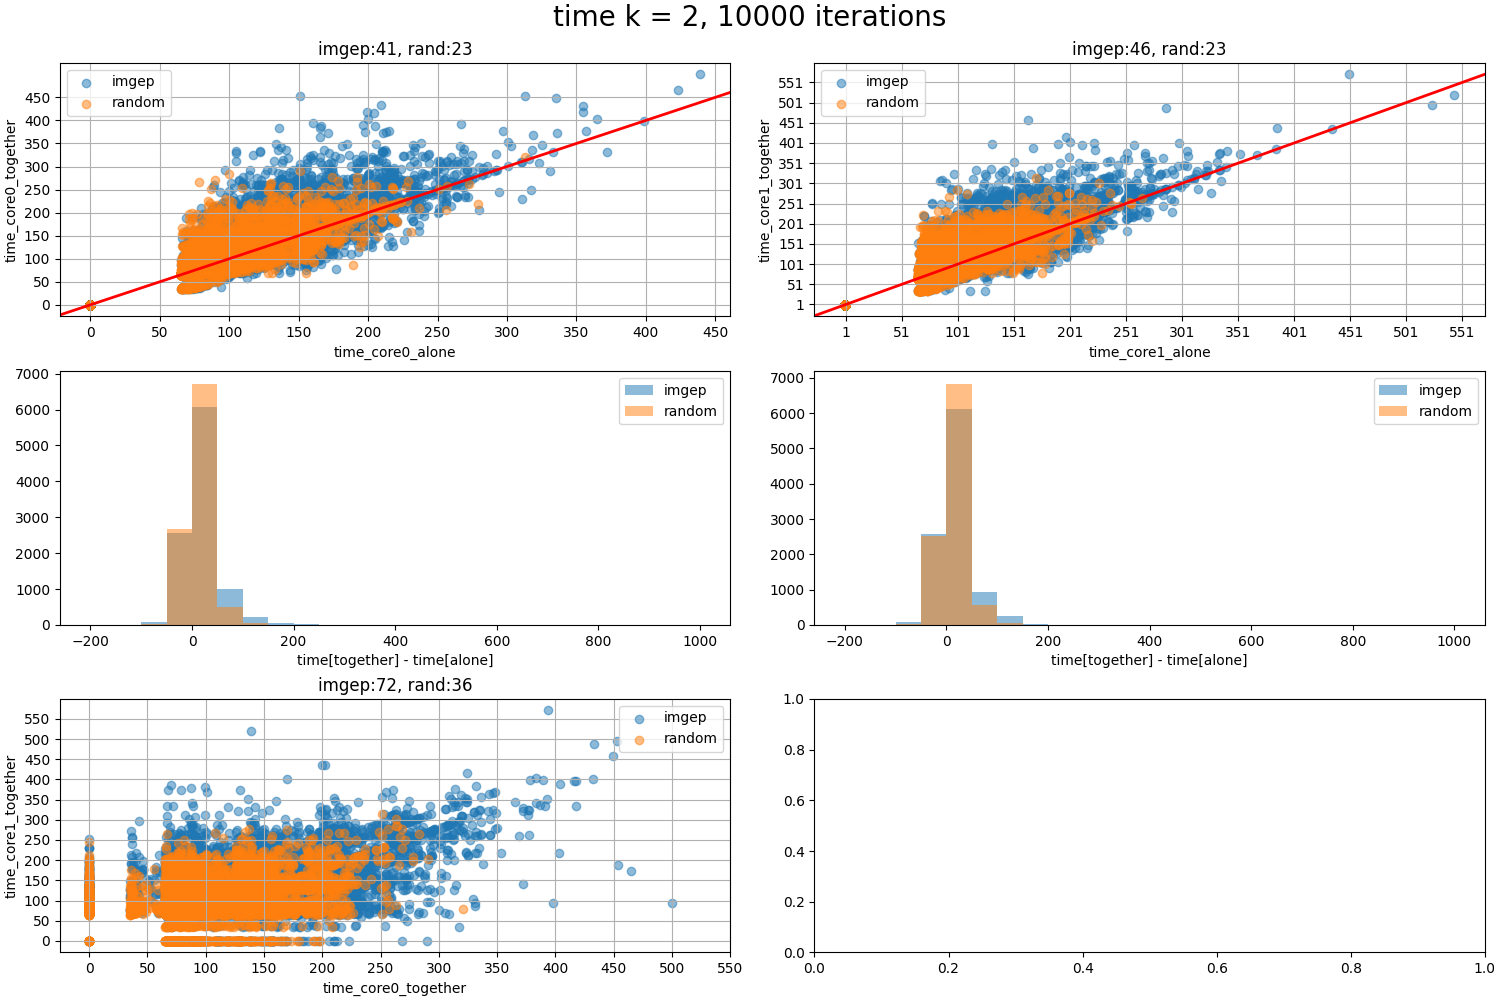 time k = 2, 10000 iterations
imgep:41, rand:23
imgep
random
450
400
350
300
250
200
150
100
50
0
time_core0_together
0 50 100 150 200 250 300 350 400 450
time_core0_alone
imgep:46, rand:23
imgep
random
551
501
451
401
351
301
251
201
151
101
51
1
time_core1_together
1 51 101 151 201 251 301 351 401 451 501 551
time_core1_alone
imgep
random
7000
6000
5000
4000
3000
2000
1000
0
−200 0 200 400 600 800 1000
time[together] - time[alone]
imgep
random
7000
6000
5000
4000
3000
2000
1000
0
−200 0 200 400 600 800 1000
time[together] - time[alone]
imgep:72, rand:36
imgep
random
550
500
450
400
350
300
250
200
150
100
50
0
time_core1_together
0 50 100 150 200 250 300 350 400 450 500 550
time_core0_together
1.0
0.8
0.6
0.4
0.2
0.0
0.0 0.2 0.4 0.6 0.8 1.0